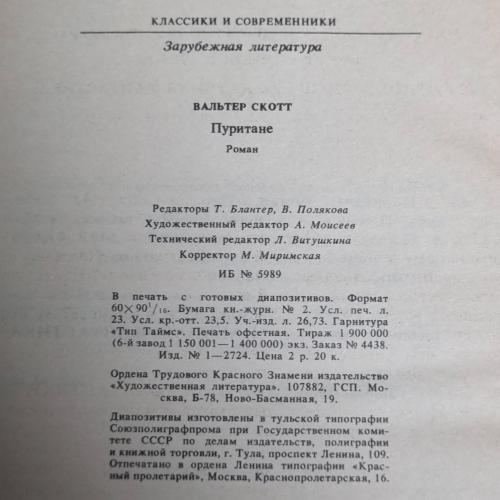 КЛАССИКИ И СОВРЕМЕННИКИ
Зарубежная литература
ВАЛЬТЕР СКОТТ
Пуритане
Роман
Редакторы Т. Блантер, В. Полякова
Художественный редактор А. Моисеев
Технический редактор Л. Витушкина
Корректор М. Миримская
ИБ № 5989
В печать с готовых диапозитивов. Формат
60×90¹/₁₆. Бумага кн.-журн. № 2. Усл. печ. л.
23. Усл. кр.-отт. 23,5. Уч.-изд. л. 26,73. Гарнитура
«Тип Таймс». Печать офсетная. Тираж 1 900 000
(6-й завод 1 150 001—1 400 000) экз. Заказ № 4438.
Изд. № 1—2724. Цена 2 р. 20 к.
Ордена Трудового Красного Знамени издательство
«Художественная литература». 107882, ГСП. Мо-
сква, Б-78, Ново-Басманная, 19.
Диапозитивы изготовлены в тульской типографии
Союзполиграфпрома при Государственном коми-
тете СССР по делам издательств, полиграфии
и книжной торговли, г. Тула, проспект Ленина, 109.
Отпечатано в ордена Ленина типографии «Крас-
ный пролетарий», Москва, Краснопролетарская, 16.